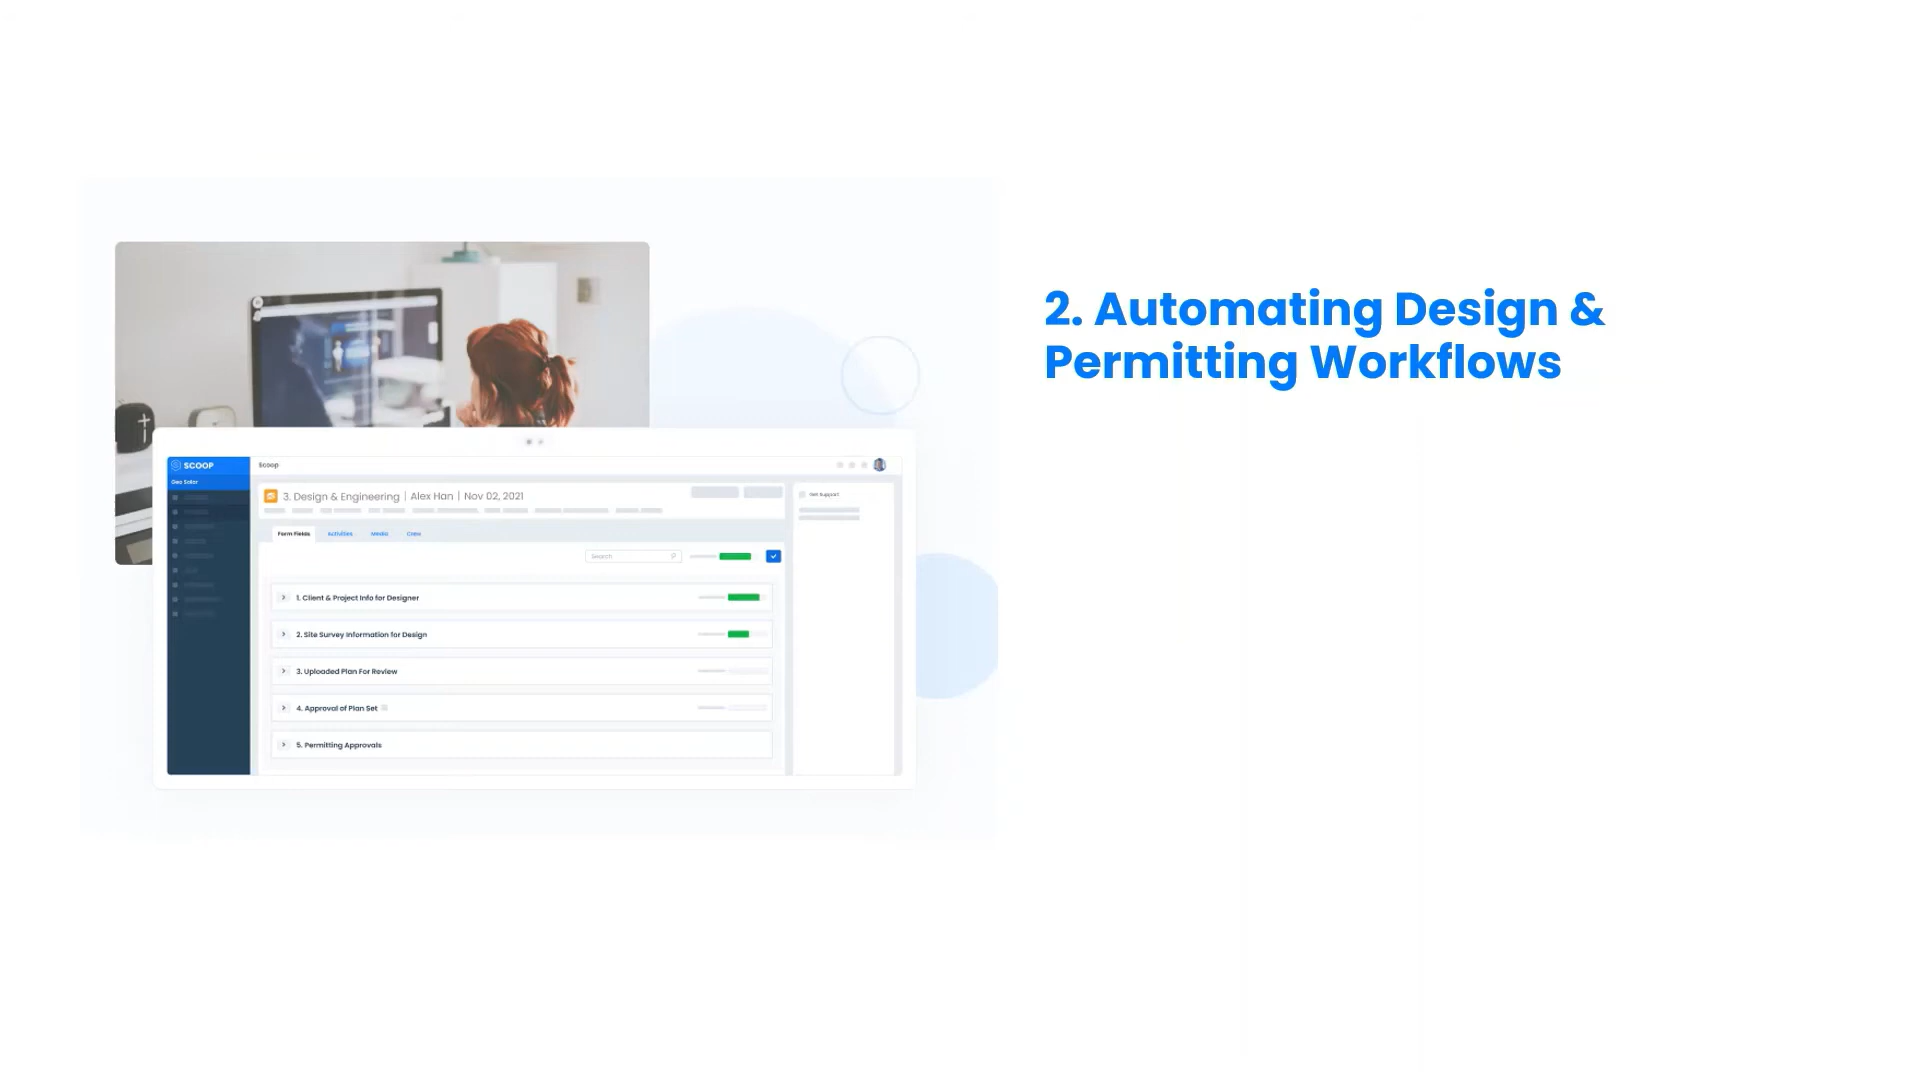 2. Automating Design &
Permitting Workflows
SCOOP
Scoop
Geo Solar
3. Design & Engineering | Alex Han | Nov 02, 2021
Get Support
Form Fields
Activities
Media
Crew
Search
1. Client & Project Info for Designer
2. Site Survey Information for Design
3. Uploaded Plan For Review
4. Approval of Plan Set
5. Permitting Approvals